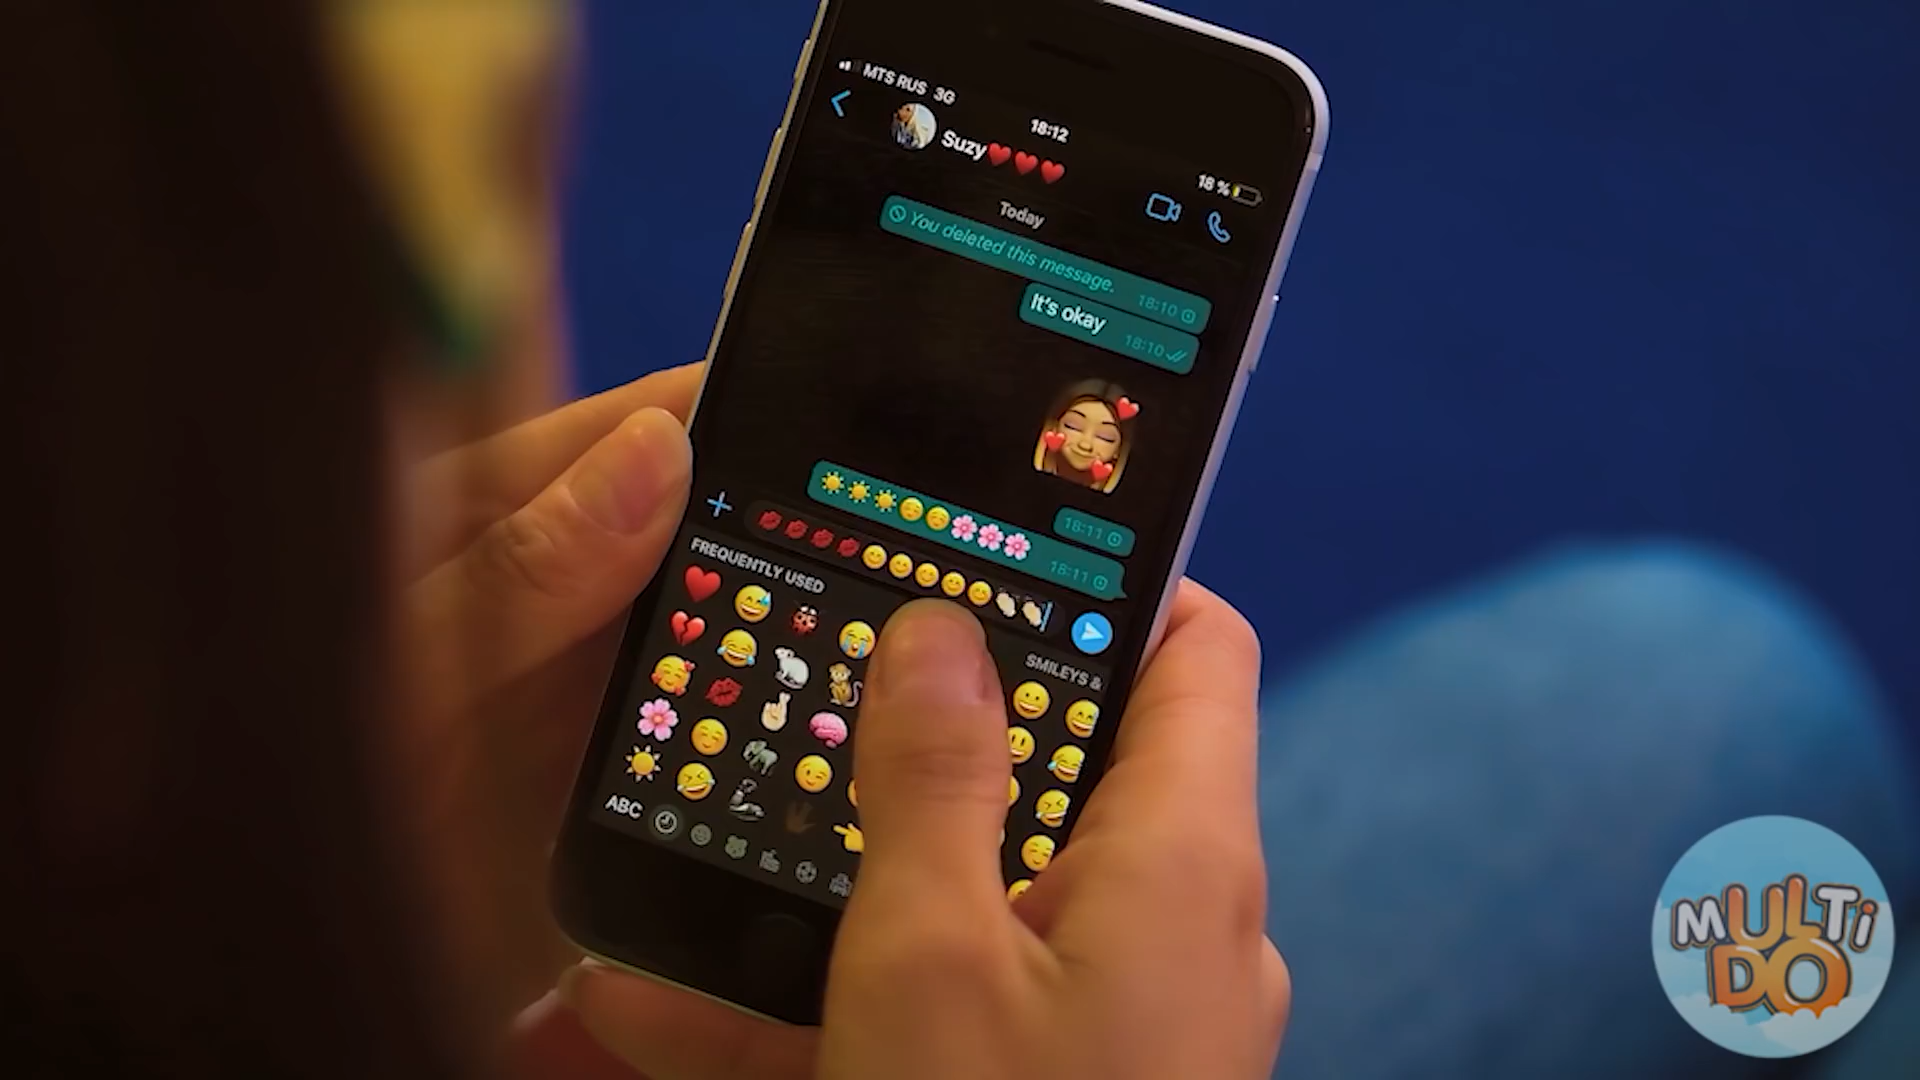 MTS RUS 3G
18:12
18 %
Suzy❤️❤️❤️
Today
You deleted this message. 18:10
It's okay
18:10
18:11
18:11
FREQUENTLY USED
SMILEYS &
ABC
MULTi
DO